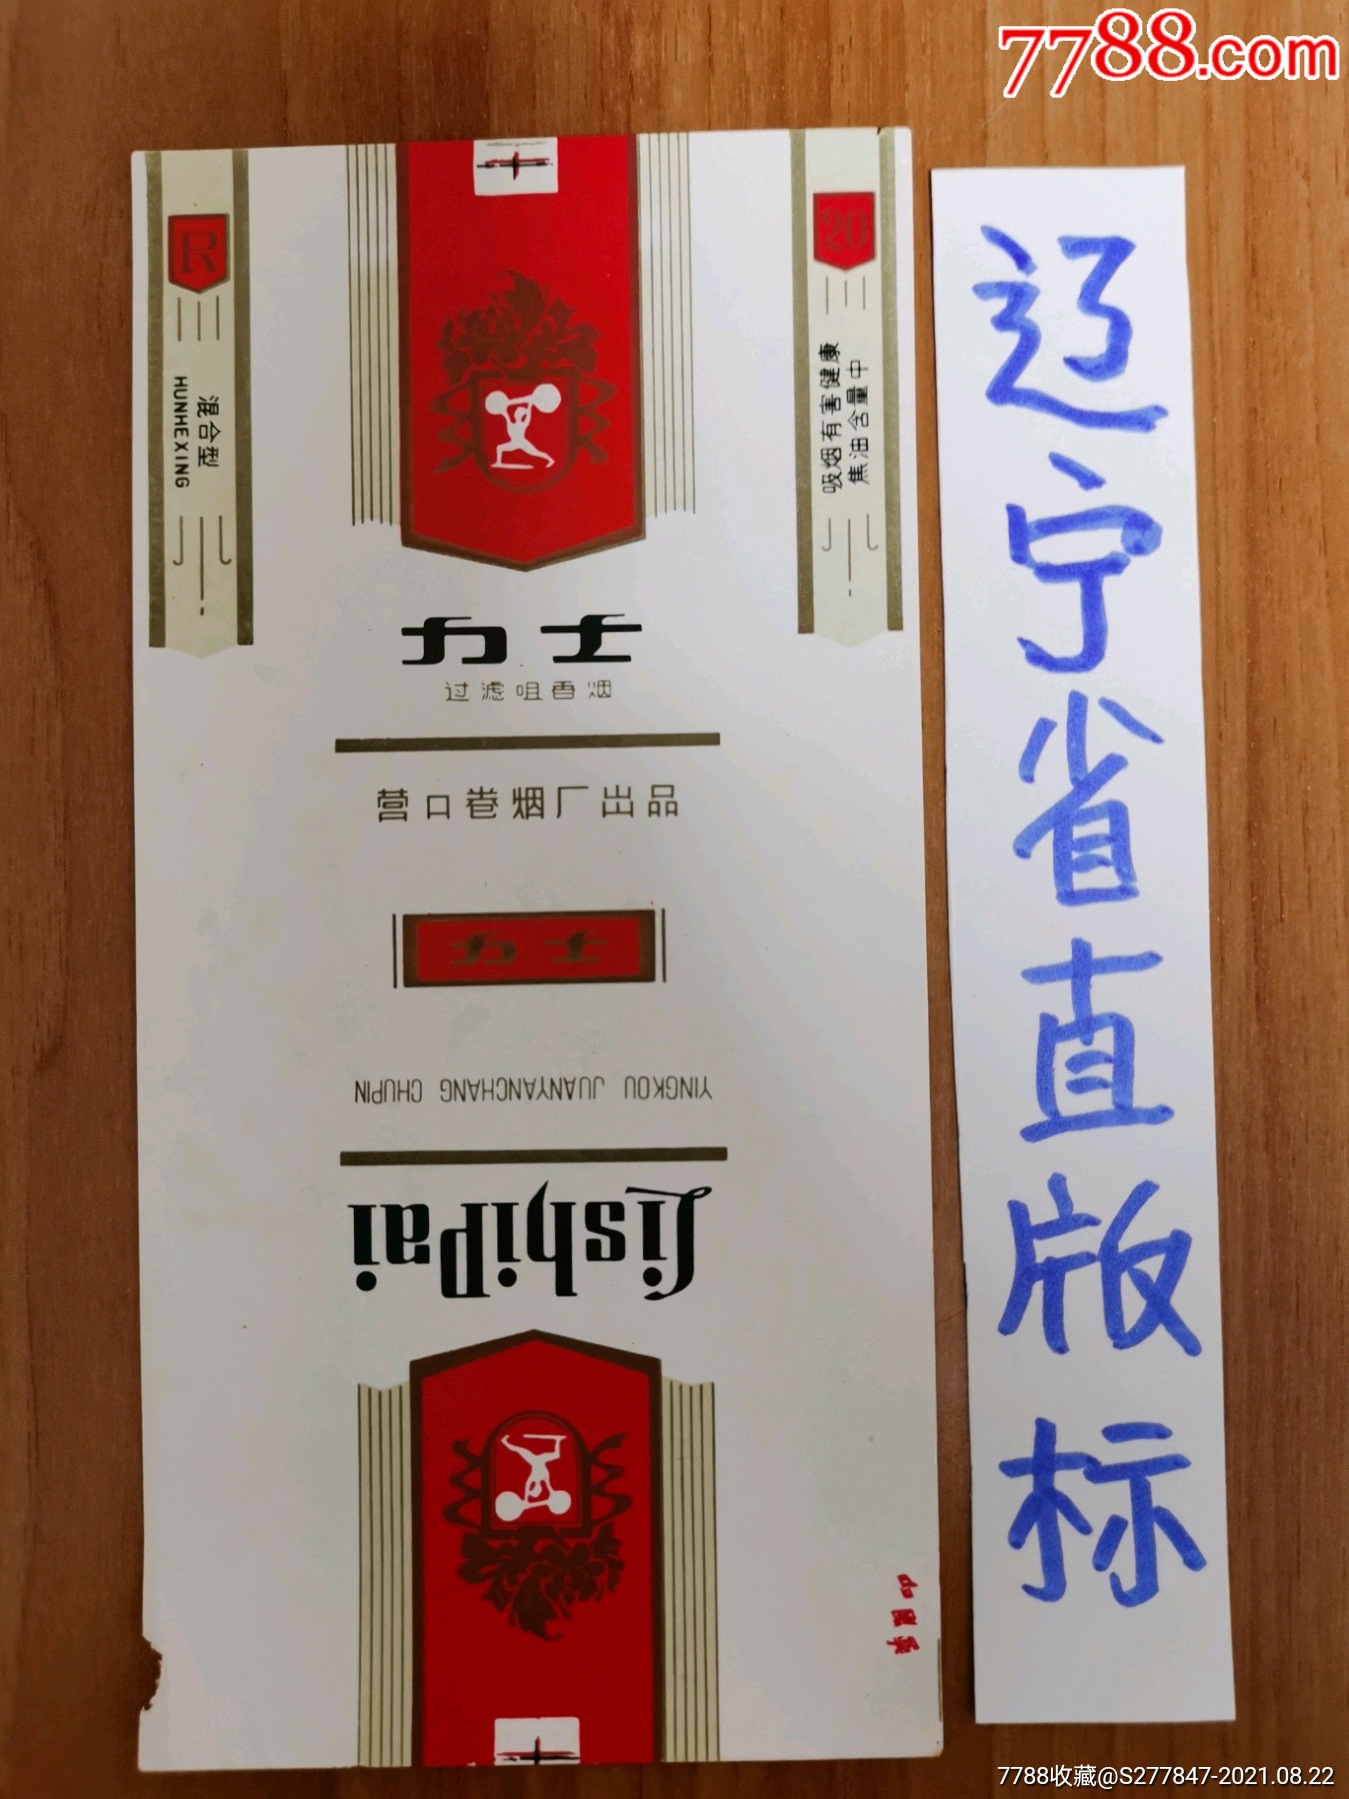 7788.com
R
混合型
HUNHEXING
20
吸烟有害健康
焦油含量中
力士
过滤咀香烟
营口卷烟厂出品
力士
YINGKOU JUANYANCHANG CHUPIN
LishiPai
辽宁省直版标
7788收藏@S277847-2021.08.22